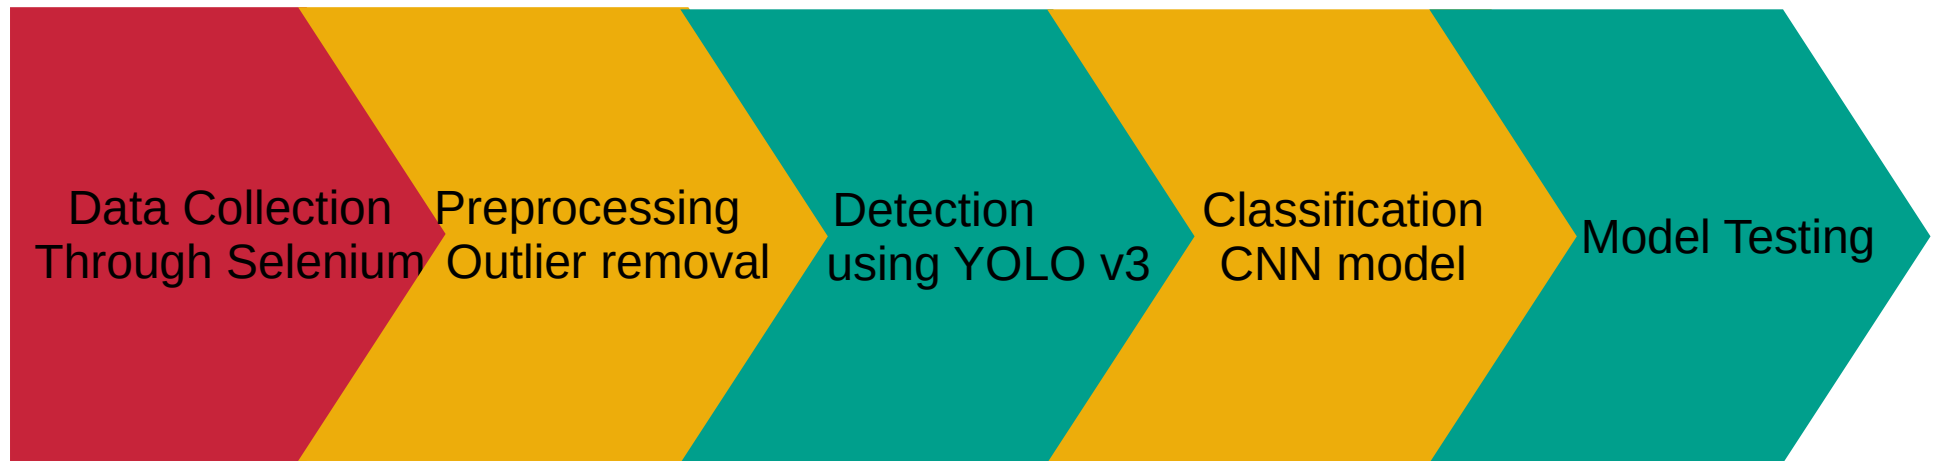 Data Collection
Through Selenium
Preprocessing
Outlier removal
Detection
using YOLO v3
Classification
CNN model
Model Testing